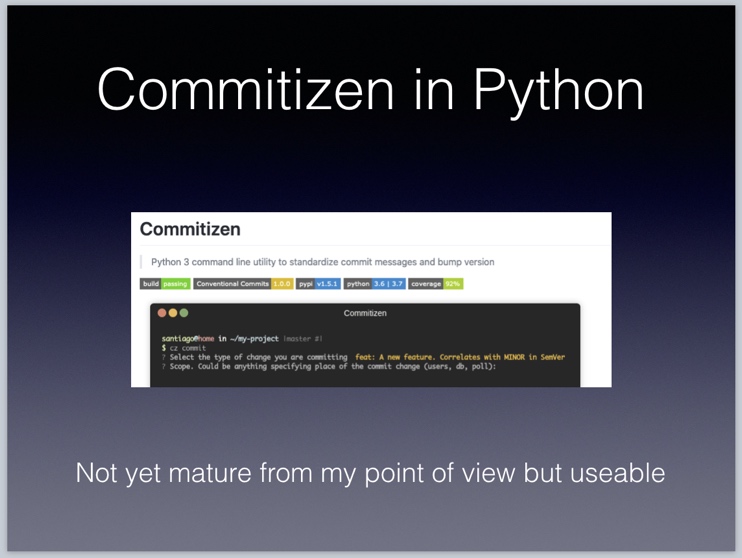 Commitizen in Python
Commitizen
Python 3 command line utility to standardize commit messages and bump version
build passing Conventional Commits 1.0.0 pypi v1.5.1 python 3.6 | 3.7 coverage 92%
Commitizen
santiago@home in ~/my-project |master #|
$ cz commit
? Select the type of change you are committing feat: A new feature. Correlates with MINOR in SemVer
? Scope. Could be anything specifying place of the commit change (users, db, poll):
Not yet mature from my point of view but useable